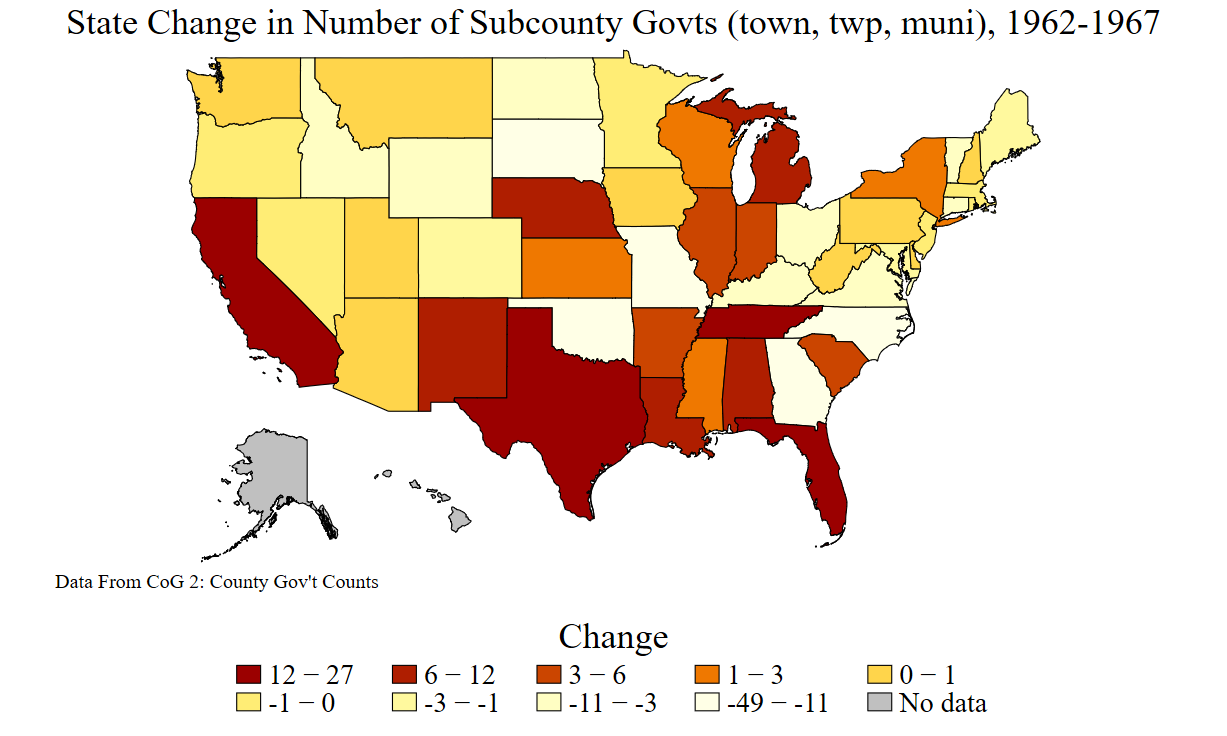 State Change in Number of Subcounty Govts (town, twp, muni), 1962-1967
Data From CoG 2: County Gov't Counts
Change
12 − 27 6 − 12 3 − 6 1 − 3 0 − 1
-1 − 0 -3 − -1 -11 − -3 -49 − -11 No data